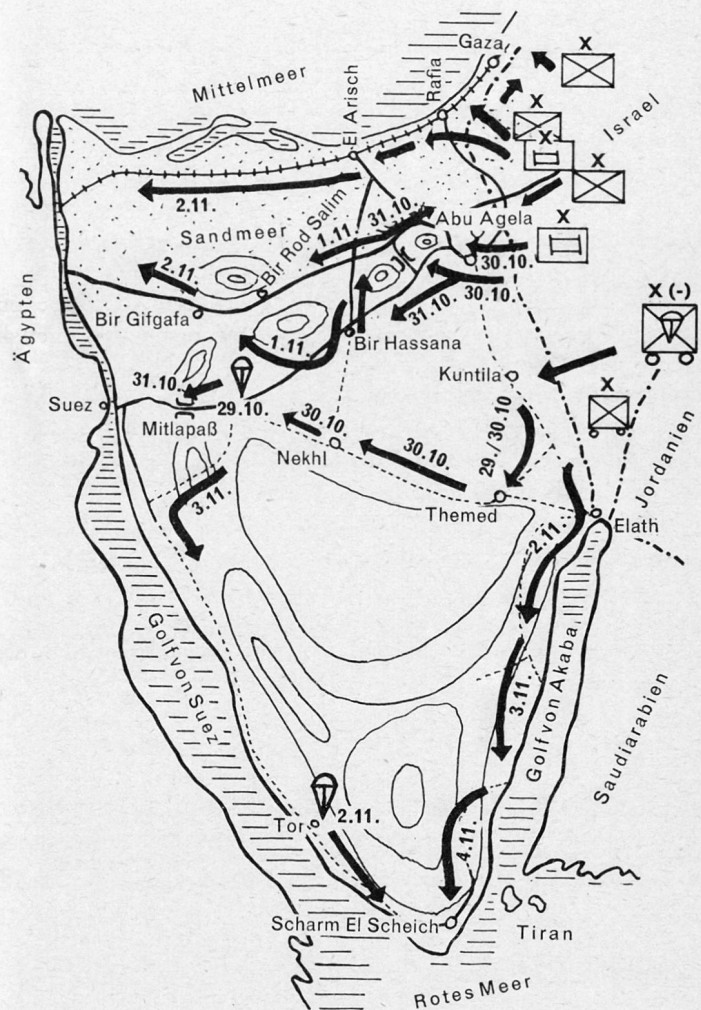 Gaza
X
Mittelmeer
Rafia
El Arisch
X
Israel
X
X
2.11.
31.10.
Abu Agela
X
Sandmeer
Bir Rod Salim
1.11
30.10.
2.11.
30.10.
X (-)
Ägypten
31.10.
Bir Gifgafa
1.11.
Bir Hassana
31.10.
Kuntila
X
Suez
29.10.
Mitlapaß
30.10.
29./30.10
Nekhl
30.10.
Jordanien
3.11.
Themed
Elath
2.11.
Golf von Suez
Golf von Akaba
3.11.
Saudiarabien
Tor
2.11.
4.11.
Scharm El Scheich
Tiran
Rotes Meer